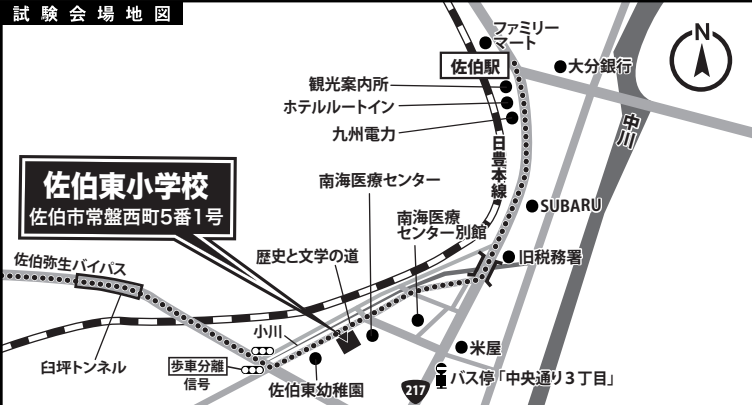 試験会場地図
ファミリー
マート
N
佐伯駅
大分銀行
観光案内所
ホテルルートイン
九州電力
中川
日豊本線
佐伯東小学校
佐伯市常盤西町5番1号
南海医療センター
SUBARU
南海医療
センター別館
歴史と文学の道
旧税務署
佐伯弥生バイパス
小川
臼坪トンネル
歩車分離
信号
米屋
佐伯東幼稚園
217
バス停「中央通り3丁目」